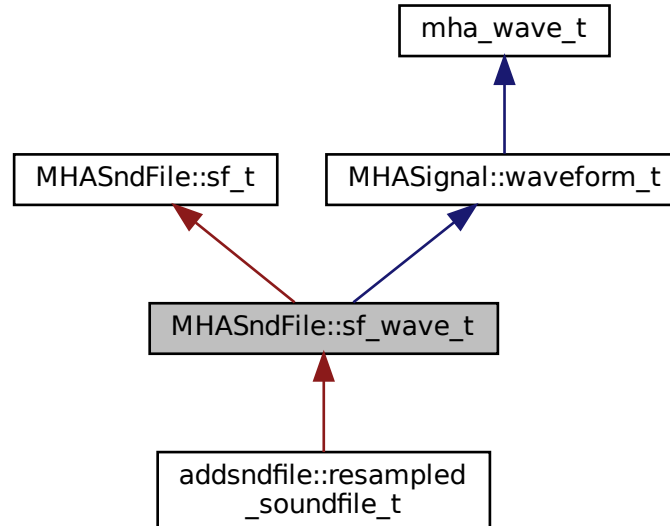 mha_wave_t
MHASndFile::sf_t
MHASignal::waveform_t
MHASndFile::sf_wave_t
addsndfile::resampled
_soundfile_t